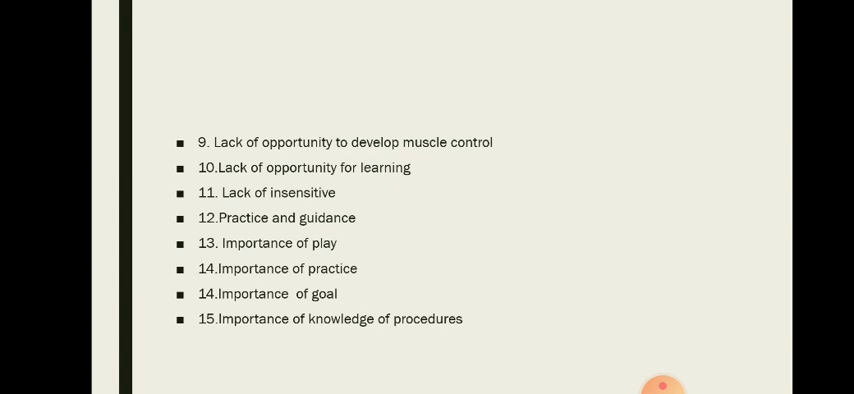 ■ 9. Lack of opportunity to develop muscle control
■ 10.Lack of opportunity for learning
■ 11. Lack of insensitive
■ 12.Practice and guidance
■ 13. Importance of play
■ 14.Importance of practice
■ 14.Importance  of goal
■ 15.Importance of knowledge of procedures